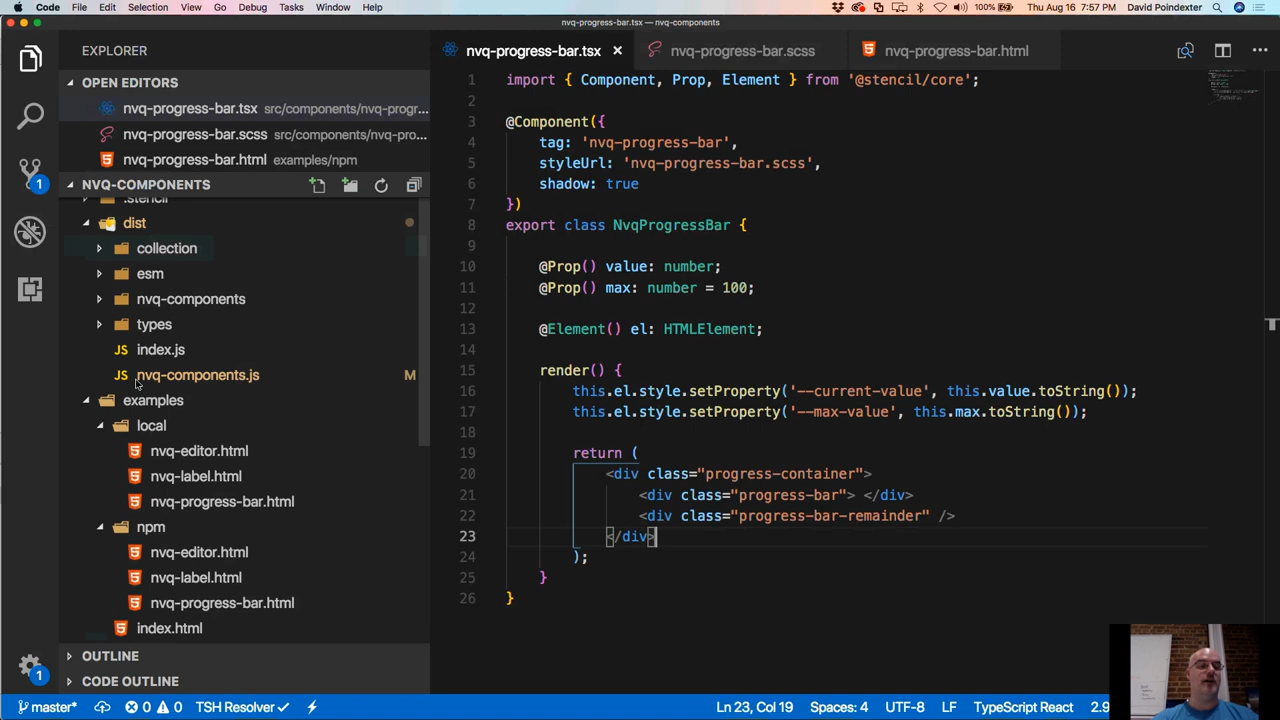 Code File Edit Selection View Go Debug Tasks Window Help 100% Thu Aug 16 7:57 PM David Poindexter
nvq-progress-bar.tsx — nvq-components
EXPLORER
OPEN EDITORS
nvq-progress-bar.tsx src/components/nvq-progr...
nvq-progress-bar.scss src/components/nvq-pro...
nvq-progress-bar.html examples/npm
NVQ-COMPONENTS
.stencil
dist
collection
esm
nvq-components
types
JS index.js
JS nvq-components.js M
examples
local
nvq-editor.html
nvq-label.html
nvq-progress-bar.html
npm
nvq-editor.html
nvq-label.html
nvq-progress-bar.html
index.html
OUTLINE
CODE OUTLINE
1
1
nvq-progress-bar.tsx nvq-progress-bar.scss nvq-progress-bar.html
1 import { Component, Prop, Element } from '@stencil/core';
2
3 @Component({
4 tag: 'nvq-progress-bar',
5 styleUrl: 'nvq-progress-bar.scss',
6 shadow: true
7 })
8 export class NvqProgressBar {
9
10 @Prop() value: number;
11 @Prop() max: number = 100;
12
13 @Element() el: HTMLElement;
14
15 render() {
16 this.el.style.setProperty('--current-value', this.value.toString());
17 this.el.style.setProperty('--max-value', this.max.toString());
18
19 return (
20 <div class="progress-container">
21 <div class="progress-bar"> </div>
22 <div class="progress-bar-remainder" />
23 </div>
24 );
25 }
26 }
master* 0 0 TSH Resolver Ln 23, Col 19 Spaces: 4 UTF-8 LF TypeScript React 2.9